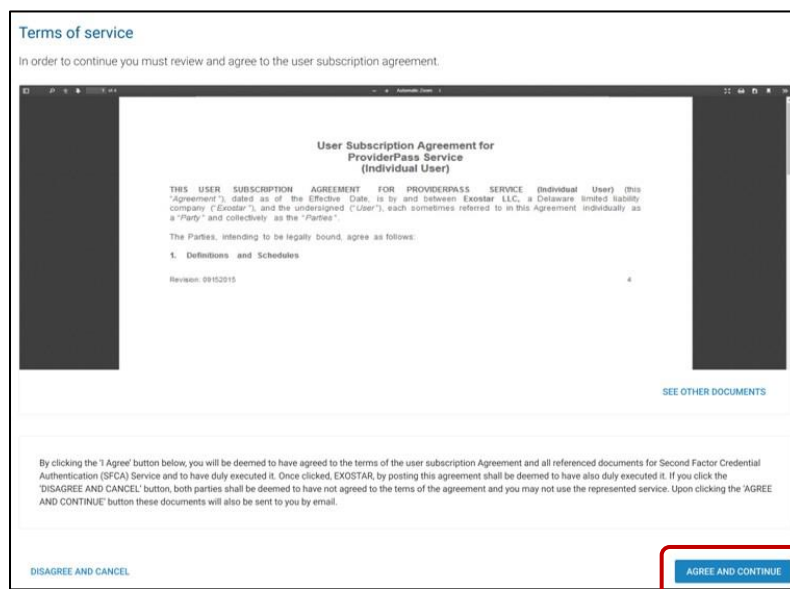 Terms of service
In order to continue you must review and agree to the user subscription agreement.
Automatic Zoom
User Subscription Agreement for
ProviderPass Service
(Individual User)
THIS USER SUBSCRIPTION AGREEMENT FOR PROVIDERPASS SERVICE (Individual User) (this
"Agreement"), dated as of the Effective Date, is by and between Exostar LLC, a Delaware limited liability
company ("Exostar"), and the undersigned ("User"), each sometimes referred to in this Agreement individually as
a "Party" and collectively as the "Parties".
The Parties, intending to be legally bound, agree as follows:
1. Definitions and Schedules
Revision: 09152015 4
SEE OTHER DOCUMENTS
By clicking the 'I Agree' button below, you will be deemed to have agreed to the terms of the user subscription Agreement and all referenced documents for Second Factor Credential
Authentication (SFCA) Service and to have duly executed it. Once clicked, EXOSTAR, by posting this agreement shall be deemed to have also duly executed it. If you click the
'DISAGREE AND CANCEL' button, both parties shall be deemed to have not agreed to the terms of the agreement and you may not use the represented service. Upon clicking the 'AGREE
AND CONTINUE' button these documents will also be sent to you by email.
DISAGREE AND CANCEL AGREE AND CONTINUE